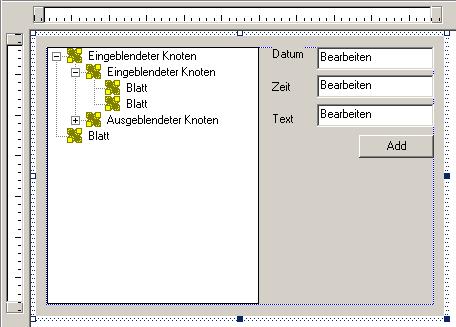 Eingeblendeter Knoten
Eingeblendeter Knoten
Blatt
Blatt
Ausgeblendeter Knoten
Blatt
Datum Bearbeiten
Zeit Bearbeiten
Text Bearbeiten
Add